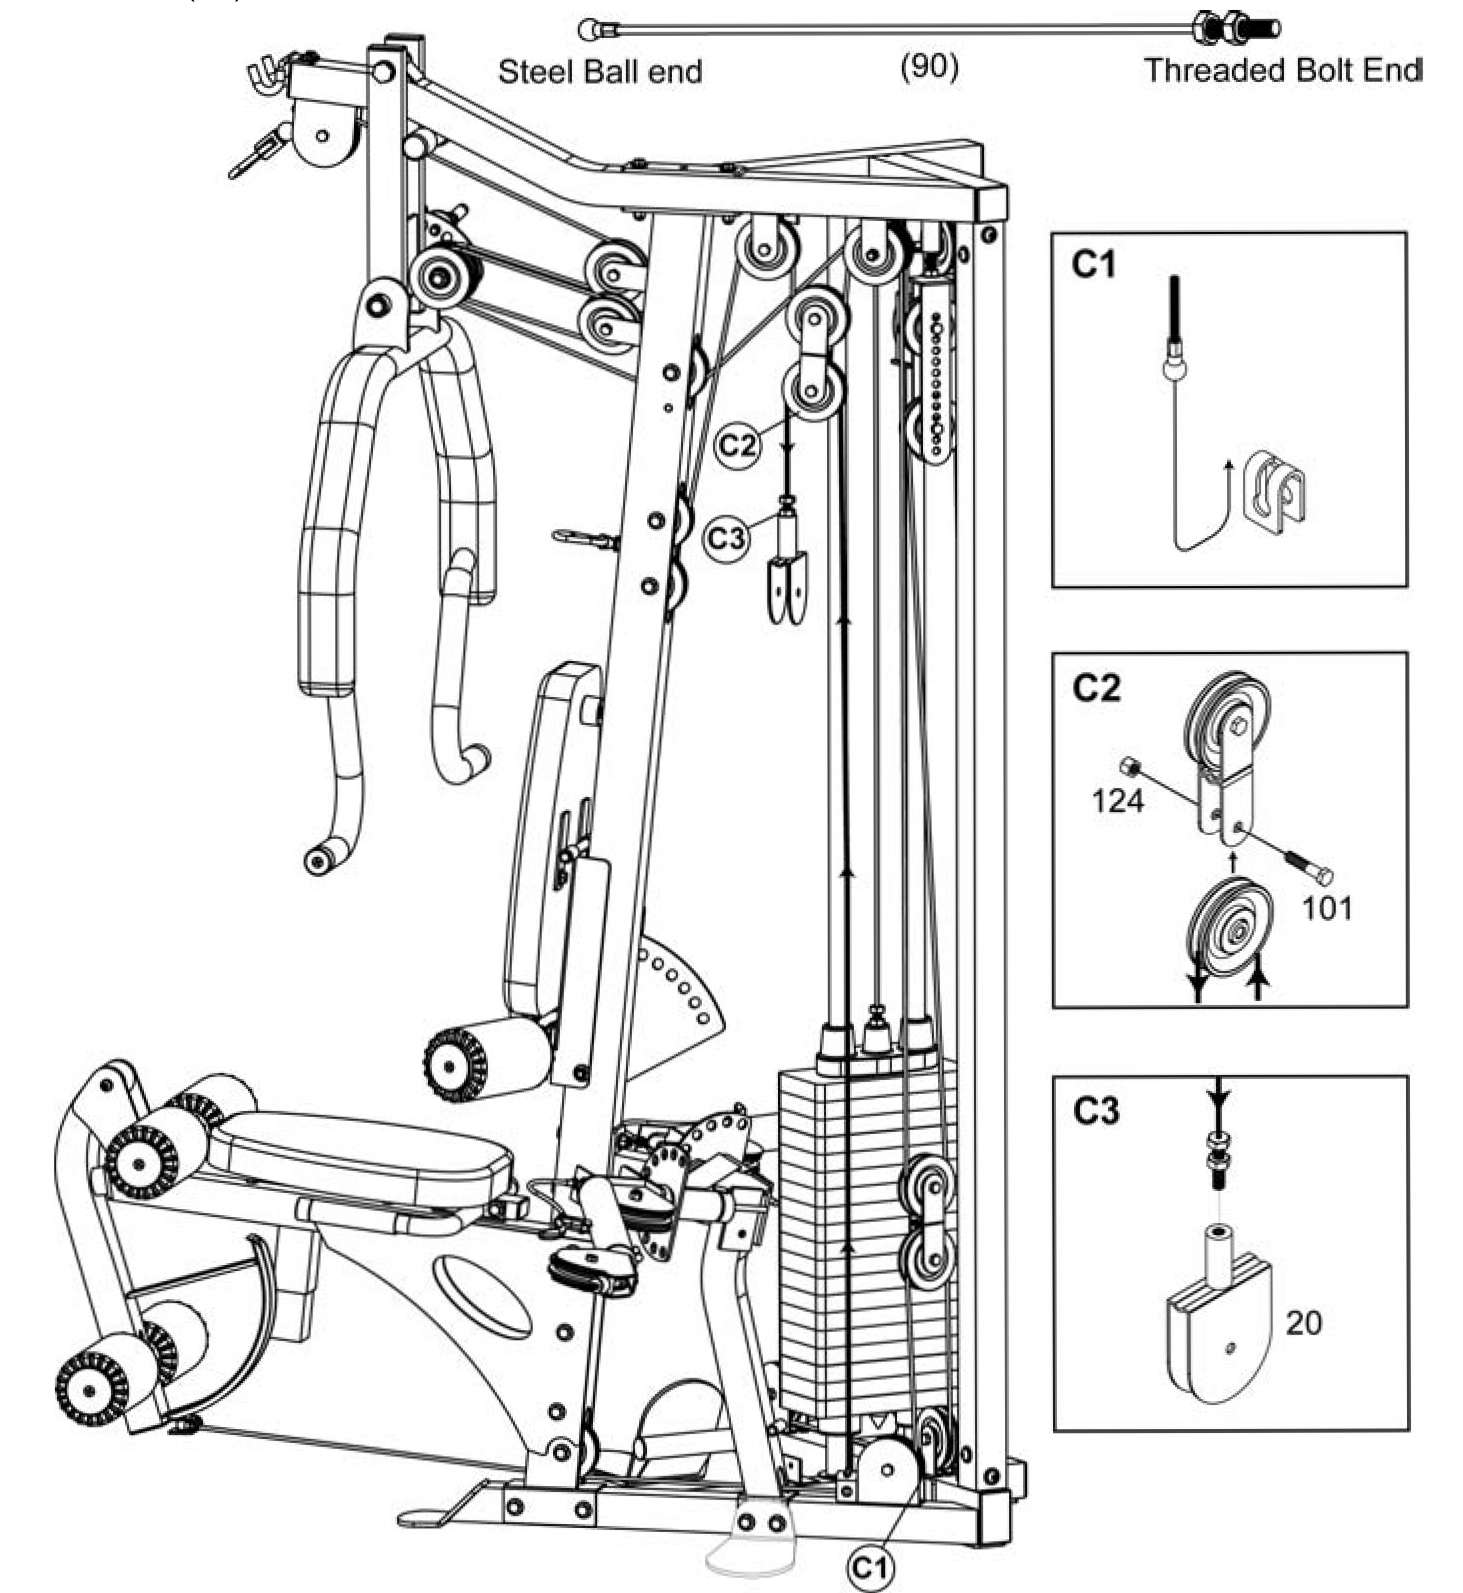 Steel Ball end
(90)
Threaded Bolt End
C1
C2
C3
C2
124
101
C3
20
C1